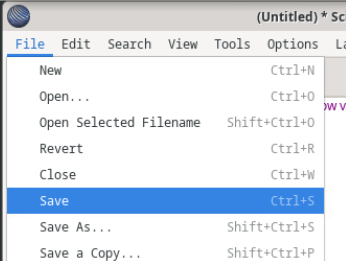 (Untitled) * Sc
File Edit Search View Tools Options La
New Ctrl+N
Open... Ctrl+O
Open Selected Filename Shift+Ctrl+O
Revert Ctrl+R
Close Ctrl+W
Save Ctrl+S
Save As... Shift+Ctrl+S
Save a Copy... Shift+Ctrl+P